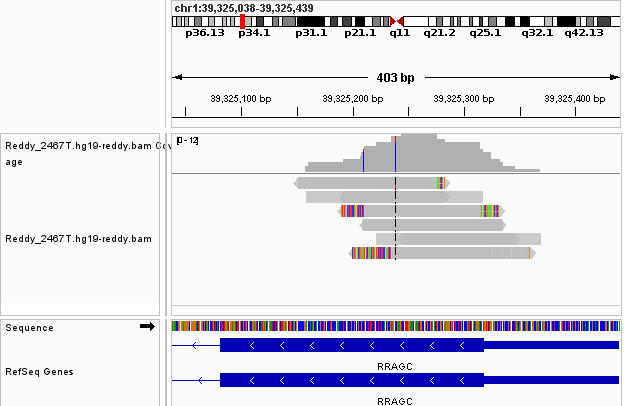 chr1:39,325,038-39,325,439
p36.13 p34.1 p31.1 p21.1 q11 q21.2 q25.1 q32.1 q42.13
403 bp
39,325,100 bp 39,325,200 bp 39,325,300 bp 39,325,400 bp
Reddy_2467T.hg19-reddy.bam Cov
age
[0 - 12]
Reddy_2467T.hg19-reddy.bam
Sequence
RefSeq Genes
RRAGC
RRAGC